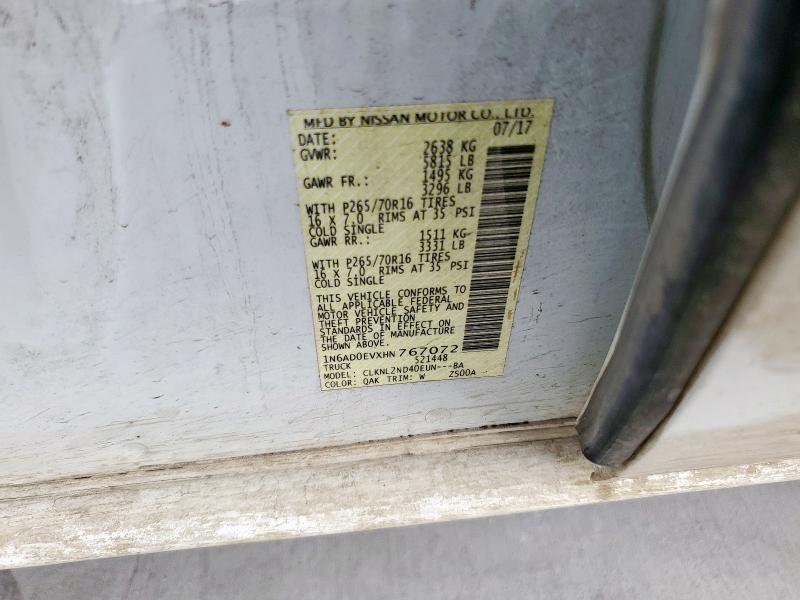 MFD BY NISSAN MOTOR CO., LTD.
DATE: 07/17
GVWR: 2638 KG
5815 LB
GAWR FR.: 1495 KG
3296 LB
WITH P265/70R16 TIRES
16 X 7.0 RIMS AT 35 PSI
COLD SINGLE
GAWR RR.: 1511 KG
3331 LB
WITH P265/70R16 TIRES
16 X 7.0 RIMS AT 35 PSI
COLD SINGLE
THIS VEHICLE CONFORMS TO
ALL APPLICABLE FEDERAL
MOTOR VEHICLE SAFETY AND
THEFT PREVENTION
STANDARDS IN EFFECT ON
THE DATE OF MANUFACTURE
SHOWN ABOVE.
1N6AD0EVXHN767072
TRUCK 521448
MODEL: CLKNL2ND40EUN---BA
COLOR: QAK TRIM: W ZS00A